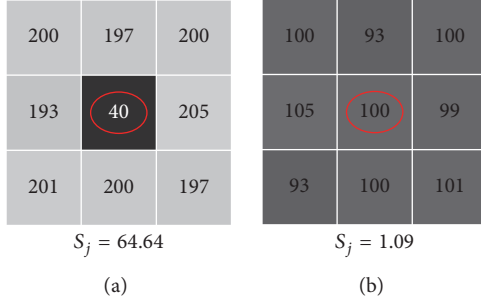 200 197 200 100 93 100
193 40 205 105 100 99
201 200 197 93 100 101
S_j = 64.64 S_j = 1.09
(a) (b)